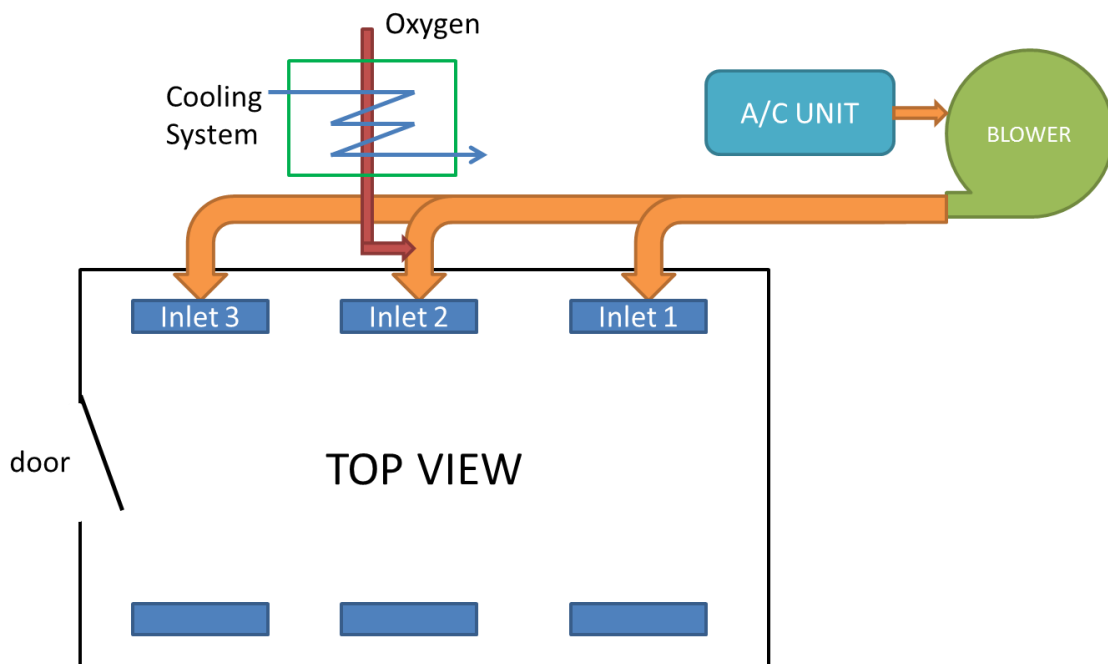 Oxygen
Cooling
System
A/C UNIT
BLOWER
Inlet 3
Inlet 2
Inlet 1
door
TOP VIEW